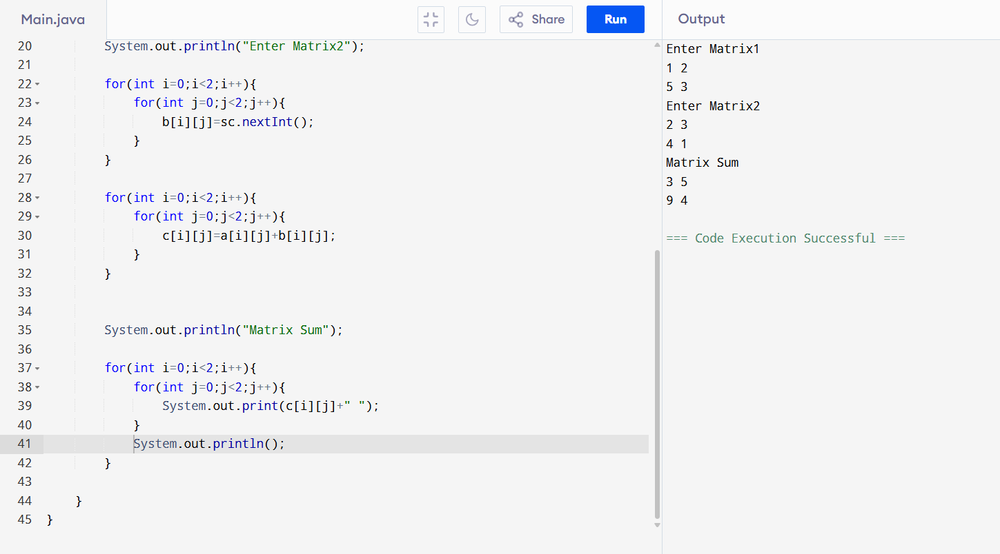 Main.java
Share
Run
Output
20 System.out.println("Enter Matrix2");
21
22 for(int i=0;i<2;i++){
23 for(int j=0;j<2;j++){
24 b[i][j]=sc.nextInt();
25 }
26 }
27
28 for(int i=0;i<2;i++){
29 for(int j=0;j<2;j++){
30 c[i][j]=a[i][j]+b[i][j];
31 }
32 }
33
34
35 System.out.println("Matrix Sum");
36
37 for(int i=0;i<2;i++){
38 for(int j=0;j<2;j++){
39 System.out.print(c[i][j]+" ");
40 }
41 System.out.println();
42 }
43
44 }
45 }
Enter Matrix1
1 2
5 3
Enter Matrix2
2 3
4 1
Matrix Sum
3 5
9 4
=== Code Execution Successful ===